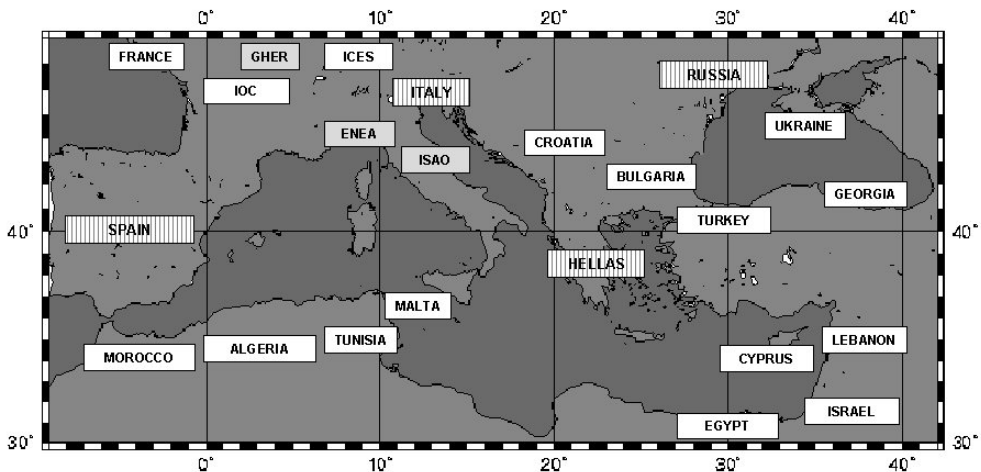 0° 10° 20° 30° 40°
FRANCE GHER ICES
RUSSIA
IOC ITALY
UKRAINE
ENEA CROATIA
ISAO
BULGARIA
GEORGIA
TURKEY
SPAIN
40° 40°
HELLAS
MALTA
TUNISIA LEBANON
ALGERIA
MOROCCO CYPRUS
ISRAEL
EGYPT
30° 30°
0° 10° 20° 30° 40°